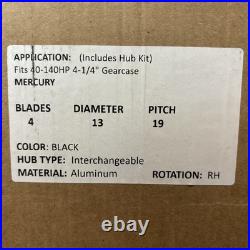 APPLICATION: (Includes Hub Kit)
Fits 40-140HP 4-1/4" Gearcase
MERCURY
BLADES DIAMETER PITCH
4 13 19
COLOR: BLACK
HUB TYPE: Interchangeable
MATERIAL: Aluminum ROTATION: RH